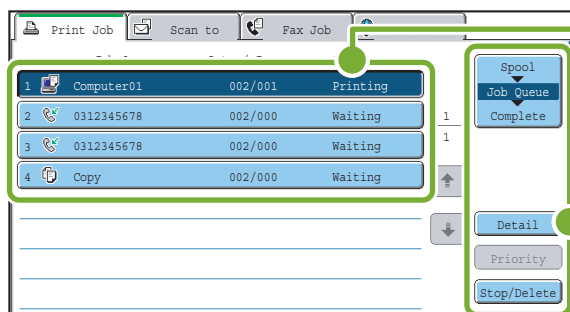 Print Job Scan to Fax Job
1 Computer01 002/001 Printing
2 0312345678 002/000 Waiting
3 0312345678 002/000 Waiting
4 Copy 002/000 Waiting
1
1
Spool
Job Queue
Complete
Detail
Priority
Stop/Delete